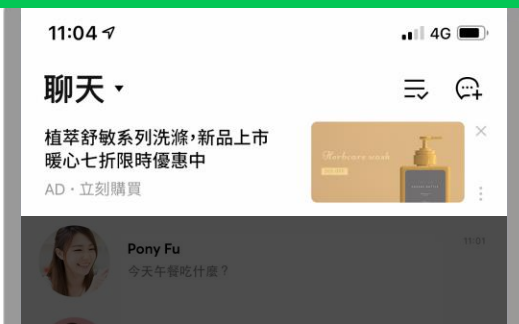 11:04
4G
聊天
植萃舒敏系列洗滌,新品上市
暖心七折限時優惠中
AD・立刻購買
Herbcare wash
Pony Fu
11:01
今天午餐吃什麼?